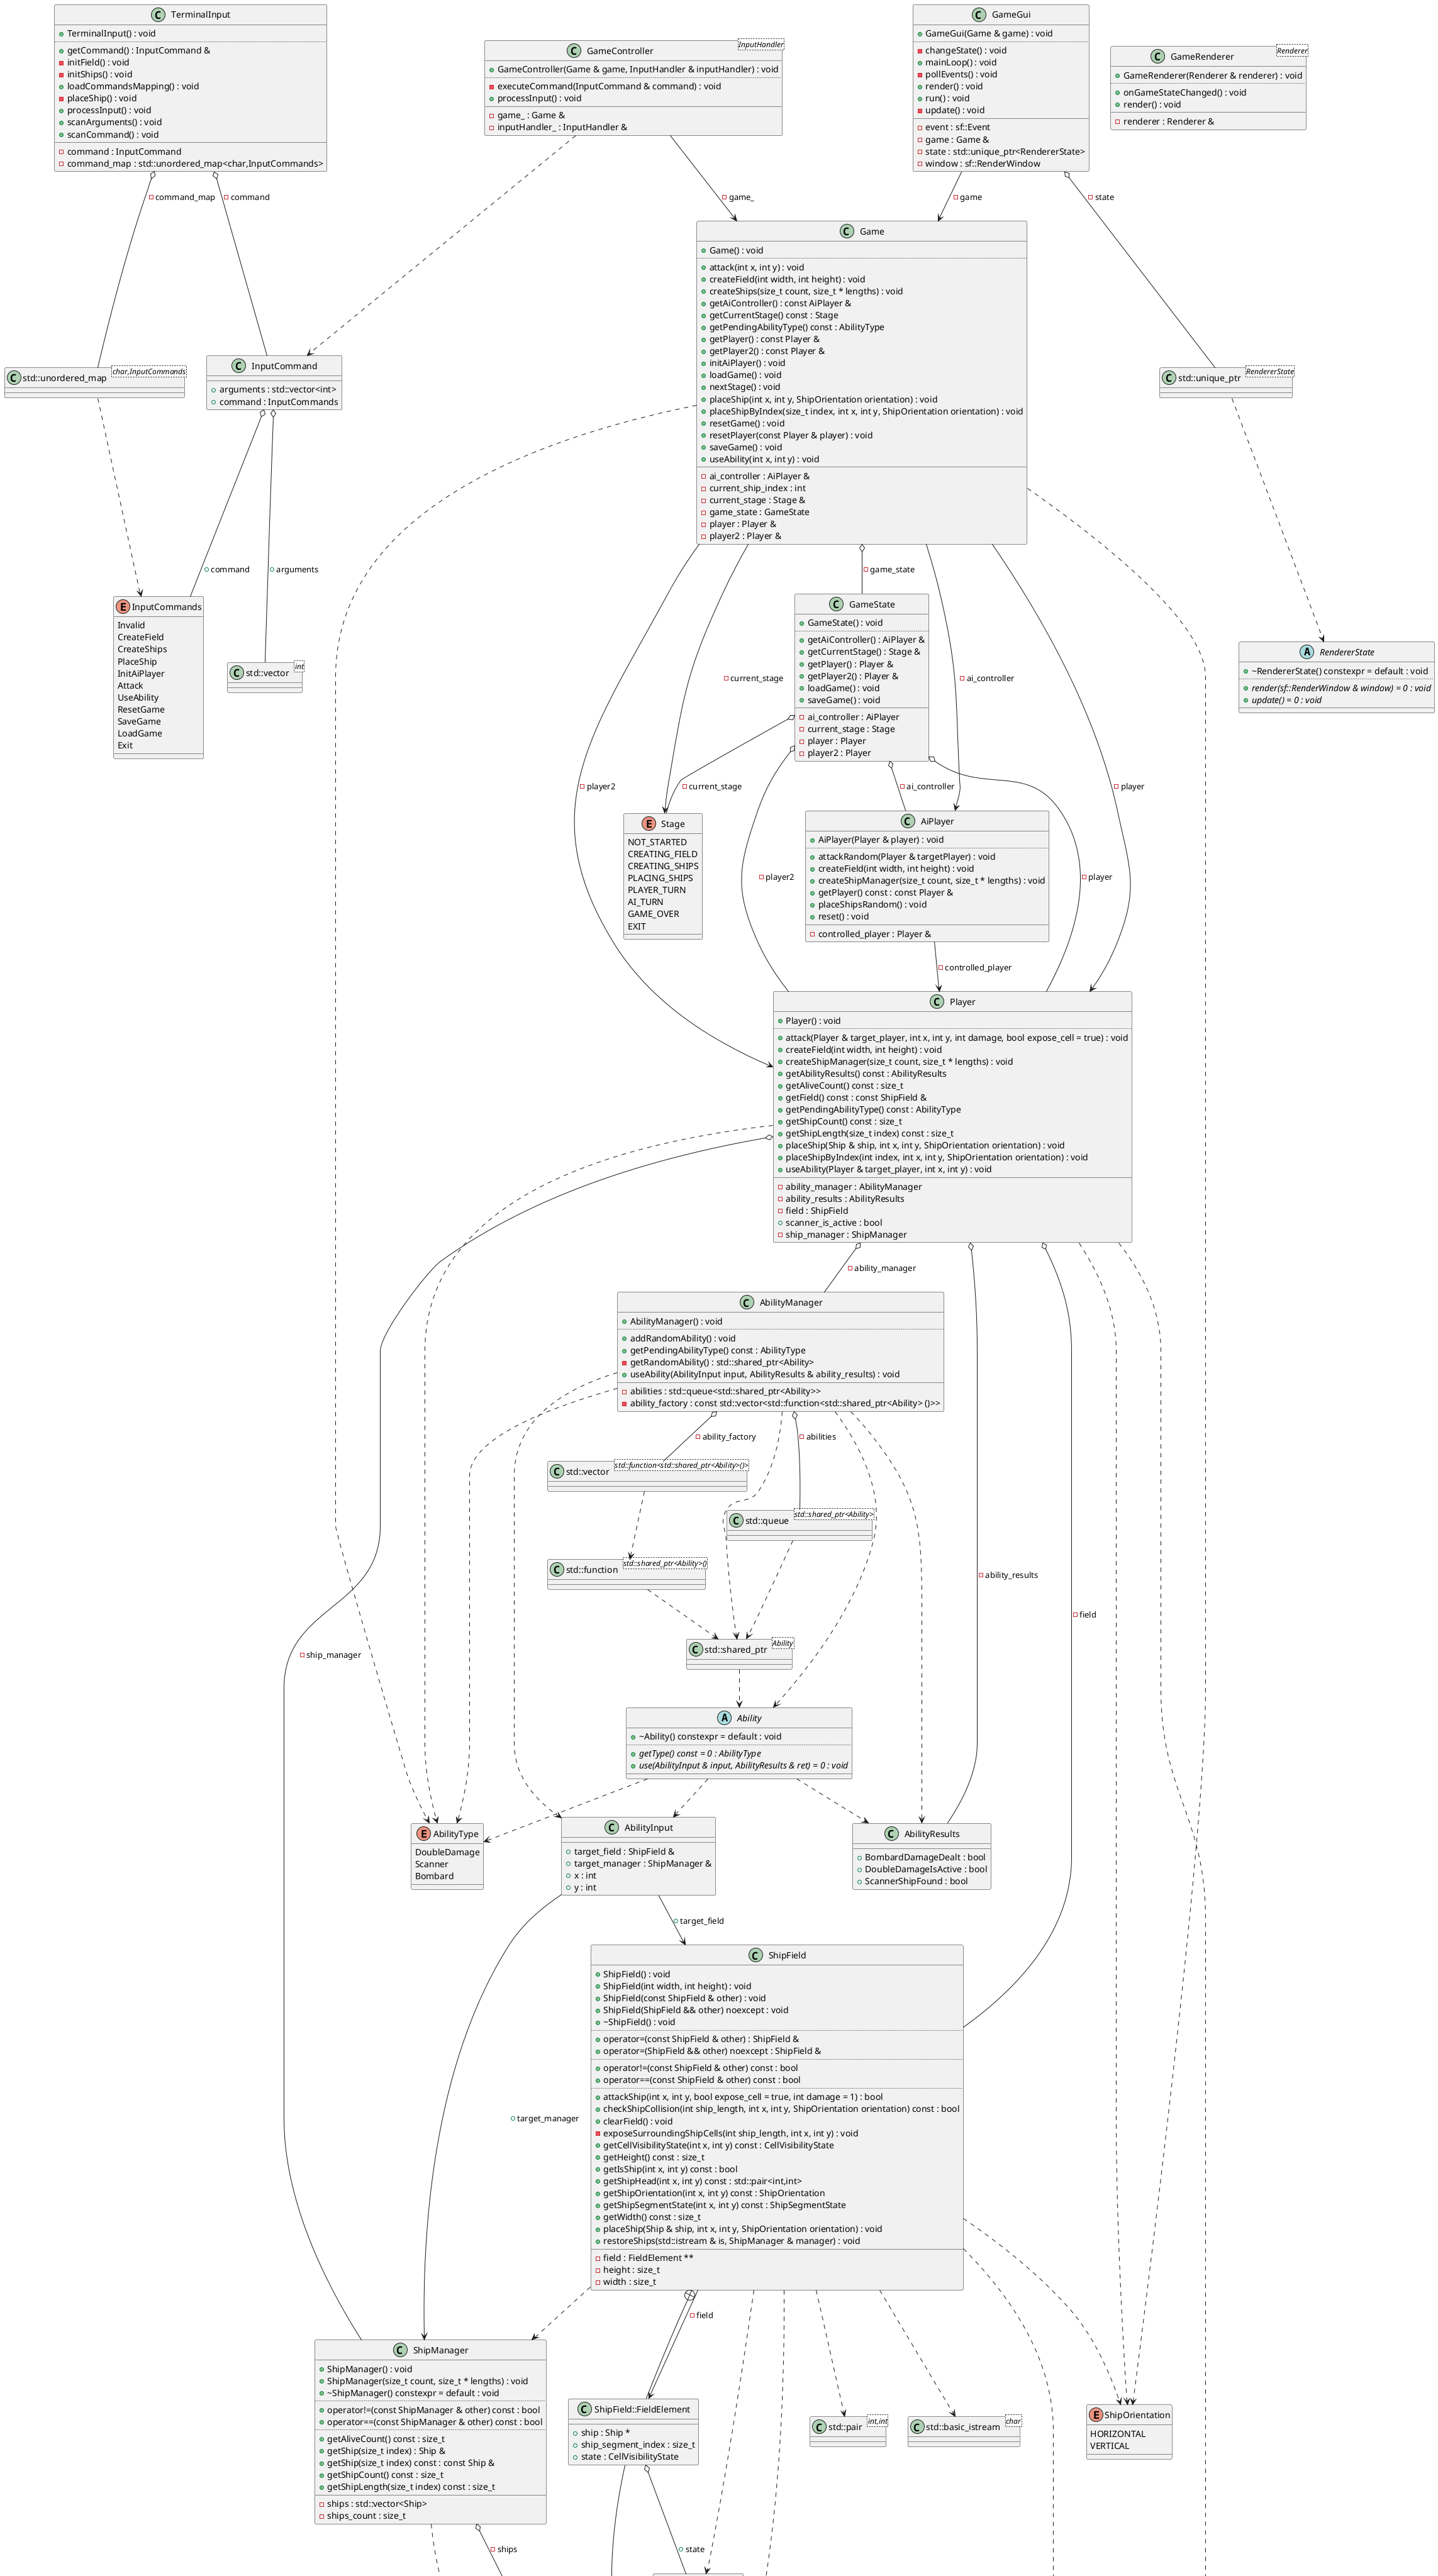 TerminalInput
TerminalInput() : void
getCommand() : InputCommand &
initField() : void
initShips() : void
loadCommandsMapping() : void
placeShip() : void
processInput() : void
scanArguments() : void
scanCommand() : void
command : InputCommand
command_map : std::unordered_map<char,InputCommands>
GameController
InputHandler
GameController(Game & game, InputHandler & inputHandler) : void
executeCommand(InputCommand & command) : void
processInput() : void
game_ : Game &
inputHandler_ : InputHandler &
GameGui
GameGui(Game & game) : void
changeState() : void
mainLoop() : void
pollEvents() : void
render() : void
run() : void
update() : void
event : sf::Event
game : Game &
state : std::unique_ptr<RendererState>
window : sf::RenderWindow
GameRenderer
Renderer
GameRenderer(Renderer & renderer) : void
onGameStateChanged() : void
render() : void
renderer : Renderer &
command_map
command
game_
game
state
Game
Game() : void
attack(int x, int y) : void
createField(int width, int height) : void
createShips(size_t count, size_t * lengths) : void
getAiController() : const AiPlayer &
getCurrentStage() const : Stage
getPendingAbilityType() const : AbilityType
getPlayer() : const Player &
getPlayer2() : const Player &
initAiPlayer() : void
loadGame() : void
nextStage() : void
placeShip(int x, int y, ShipOrientation orientation) : void
placeShipByIndex(size_t index, int x, int y, ShipOrientation orientation) : void
resetGame() : void
resetPlayer(const Player & player) : void
saveGame() : void
useAbility(int x, int y) : void
ai_controller : AiPlayer &
current_ship_index : int
current_stage : Stage &
game_state : GameState
player : Player &
player2 : Player &
std::unordered_map
char,InputCommands
InputCommand
arguments : std::vector<int>
command : InputCommands
std::unique_ptr
RendererState
command
arguments
game_state
InputCommands
Invalid
CreateField
CreateShips
PlaceShip
InitAiPlayer
Attack
UseAbility
ResetGame
SaveGame
LoadGame
Exit
std::vector
int
GameState
GameState() : void
getAiController() : AiPlayer &
getCurrentStage() : Stage &
getPlayer() : Player &
getPlayer2() : Player &
loadGame() : void
saveGame() : void
ai_controller : AiPlayer
current_stage : Stage
player : Player
player2 : Player
RendererState
~RendererState() constexpr = default : void
render(sf::RenderWindow & window) = 0 : void
update() = 0 : void
current_stage
ai_controller
player2
current_stage
ai_controller
player
Stage
NOT_STARTED
CREATING_FIELD
CREATING_SHIPS
PLACING_SHIPS
PLAYER_TURN
AI_TURN
GAME_OVER
EXIT
AiPlayer
AiPlayer(Player & player) : void
attackRandom(Player & targetPlayer) : void
createField(int width, int height) : void
createShipManager(size_t count, size_t * lengths) : void
getPlayer() const : const Player &
placeShipsRandom() : void
reset() : void
controlled_player : Player &
player2
player
controlled_player
Player
Player() : void
attack(Player & target_player, int x, int y, int damage, bool expose_cell = true) : void
createField(int width, int height) : void
createShipManager(size_t count, size_t * lengths) : void
getAbilityResults() const : AbilityResults
getAliveCount() const : size_t
getField() const : const ShipField &
getPendingAbilityType() const : AbilityType
getShipCount() const : size_t
getShipLength(size_t index) const : size_t
placeShip(Ship & ship, int x, int y, ShipOrientation orientation) : void
placeShipByIndex(int index, int x, int y, ShipOrientation orientation) : void
useAbility(Player & target_player, int x, int y) : void
ability_manager : AbilityManager
ability_results : AbilityResults
field : ShipField
scanner_is_active : bool
ship_manager : ShipManager
ability_manager
AbilityManager
AbilityManager() : void
addRandomAbility() : void
getPendingAbilityType() const : AbilityType
getRandomAbility() : std::shared_ptr<Ability>
useAbility(AbilityInput input, AbilityResults & ability_results) : void
abilities : std::queue<std::shared_ptr<Ability>>
ability_factory : const std::vector<std::function<std::shared_ptr<Ability> ()>>
ability_factory
abilities
std::vector
std::function<std::shared_ptr<Ability>()>
std::queue
std::shared_ptr<Ability>
std::function
std::shared_ptr<Ability>()
ability_results
field
ship_manager
std::shared_ptr
Ability
Ability
~Ability() constexpr = default : void
getType() const = 0 : AbilityType
use(AbilityInput & input, AbilityResults & ret) = 0 : void
AbilityType
DoubleDamage
Scanner
Bombard
AbilityInput
target_field : ShipField &
target_manager : ShipManager &
x : int
y : int
AbilityResults
BombardDamageDealt : bool
DoubleDamageIsActive : bool
ScannerShipFound : bool
target_field
target_manager
ShipField
ShipField() : void
ShipField(int width, int height) : void
ShipField(const ShipField & other) : void
ShipField(ShipField && other) noexcept : void
~ShipField() : void
operator=(const ShipField & other) : ShipField &
operator=(ShipField && other) noexcept : ShipField &
operator!=(const ShipField & other) const : bool
operator==(const ShipField & other) const : bool
attackShip(int x, int y, bool expose_cell = true, int damage = 1) : bool
checkShipCollision(int ship_length, int x, int y, ShipOrientation orientation) const : bool
clearField() : void
exposeSurroundingShipCells(int ship_length, int x, int y) : void
getCellVisibilityState(int x, int y) const : CellVisibilityState
getHeight() const : size_t
getIsShip(int x, int y) const : bool
getShipHead(int x, int y) const : std::pair<int,int>
getShipOrientation(int x, int y) const : ShipOrientation
getShipSegmentState(int x, int y) const : ShipSegmentState
getWidth() const : size_t
placeShip(Ship & ship, int x, int y, ShipOrientation orientation) : void
restoreShips(std::istream & is, ShipManager & manager) : void
field : FieldElement **
height : size_t
width : size_t
field
ShipManager
ShipManager() : void
ShipManager(size_t count, size_t * lengths) : void
~ShipManager() constexpr = default : void
operator!=(const ShipManager & other) const : bool
operator==(const ShipManager & other) const : bool
getAliveCount() const : size_t
getShip(size_t index) : Ship &
getShip(size_t index) const : const Ship &
getShipCount() const : size_t
getShipLength(size_t index) const : size_t
ships : std::vector<Ship>
ships_count : size_t
ShipField::FieldElement
ship : Ship *
ship_segment_index : size_t
state : CellVisibilityState
std::pair
int,int
std::basic_istream
char
ShipOrientation
HORIZONTAL
VERTICAL
ships
state
player
player2